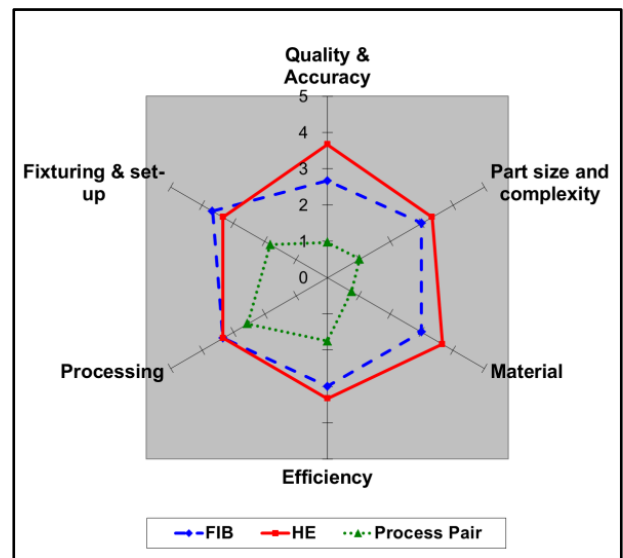 Quality &
Accuracy
5
4
3
2
1
0
Fixturing & set-
up
Part size and
complexity
Processing
Material
Efficiency
FIB HE Process Pair